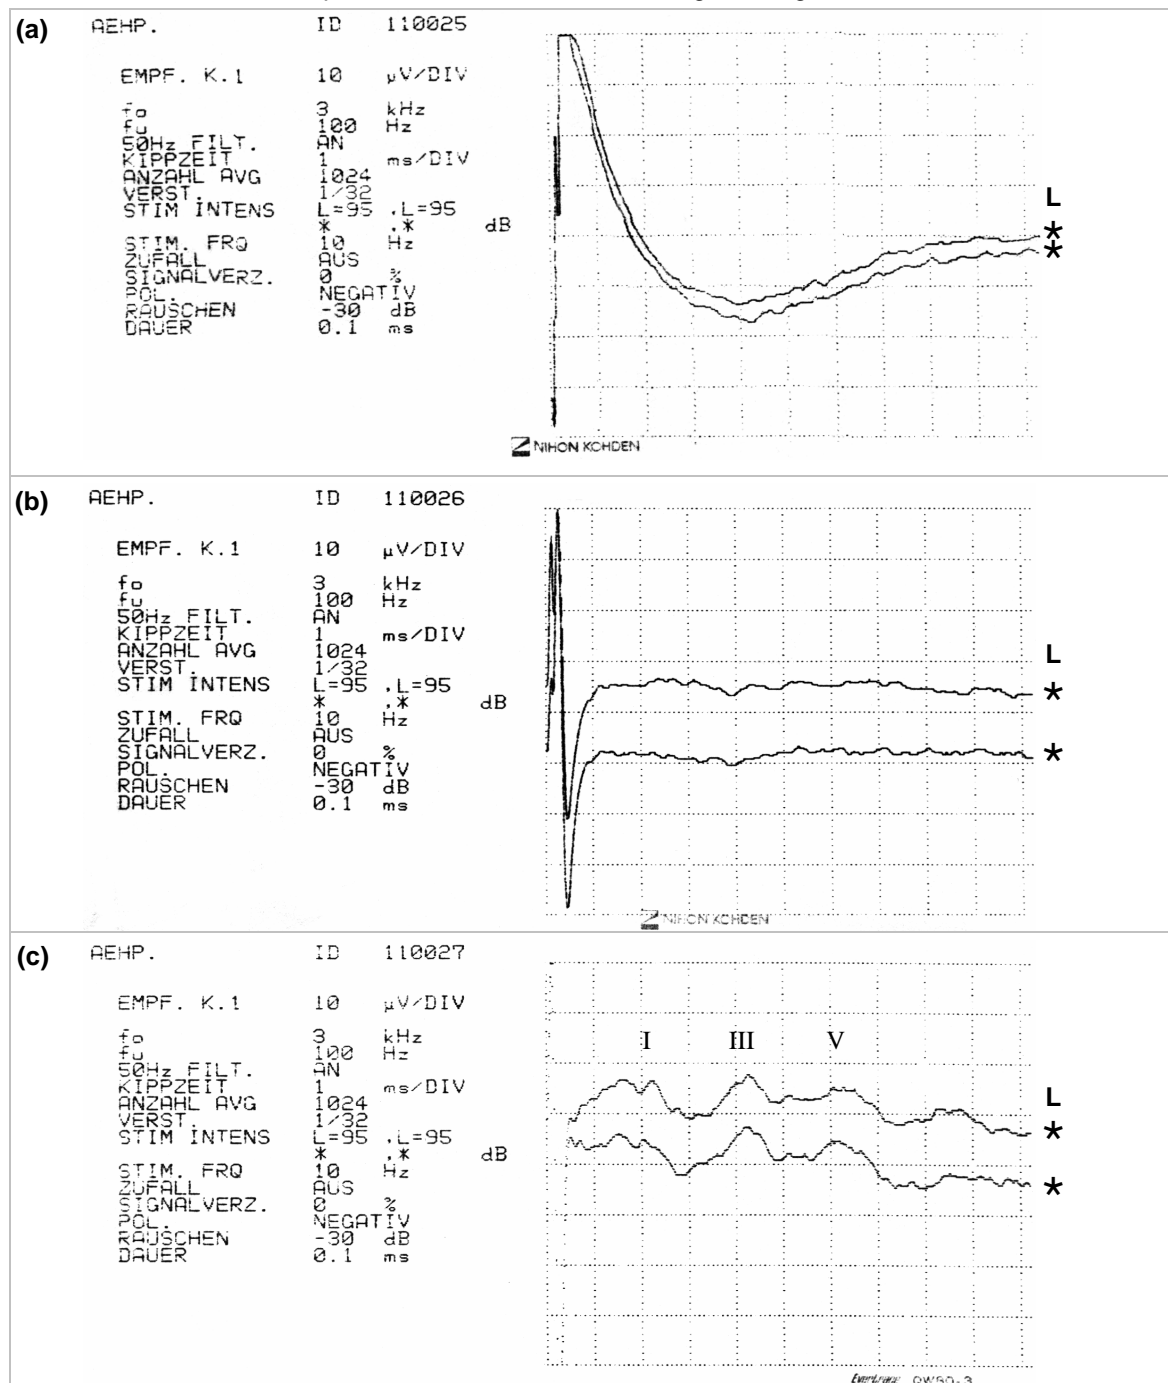 (a)
AEHP. ID 110025
EMPF. K.1 10 µV/DIV
fo 3 kHz
fu 100 Hz
50Hz FILT. AN
KIPPZEIT 1 ms/DIV
ANZAHL AVG 1024
VERST. 1/32
STIM INTENS L=95 .L=95
* .* dB
STIM. FRQ 10 Hz
ZUFALL AUS
SIGNALVERZ. 0 %
POL. NEGATIV
RAUSCHEN -30 dB
DAUER 0.1 ms
L
*
*
NIHON KOHDEN
(b)
AEHP. ID 110026
EMPF. K.1 10 µV/DIV
fo 3 kHz
fu 100 Hz
50Hz FILT. AN
KIPPZEIT 1 ms/DIV
ANZAHL AVG 1024
VERST. 1/32
STIM INTENS L=95 .L=95
* .* dB
STIM. FRQ 10 Hz
ZUFALL AUS
SIGNALVERZ. 0 %
POL. NEGATIV
RAUSCHEN -30 dB
DAUER 0.1 ms
L
*
*
NIHON KOHDEN
(c)
AEHP. ID 110027
EMPF. K.1 10 µV/DIV
fo 3 kHz
fu 100 Hz
50Hz FILT. AN
KIPPZEIT 1 ms/DIV
ANZAHL AVG 1024
VERST. 1/32
STIM INTENS L=95 .L=95
* .* dB
STIM. FRQ 10 Hz
ZUFALL AUS
SIGNALVERZ. 0 %
POL. NEGATIV
RAUSCHEN -30 dB
DAUER 0.1 ms
I III V
L
*
*